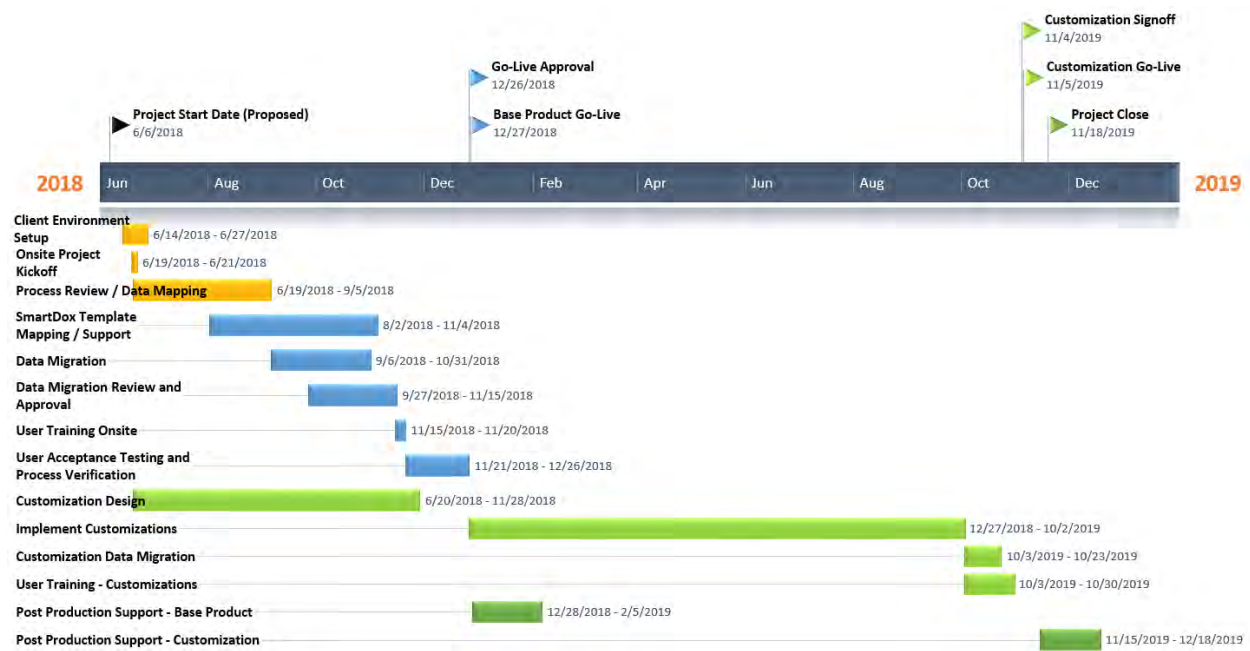 Customization Signoff
11/4/2019
Go-Live Approval
12/26/2018
Customization Go-Live
11/5/2019
Project Start Date (Proposed)
6/6/2018
Base Product Go-Live
12/27/2018
Project Close
11/18/2019
2018 Jun Aug Oct Dec Feb Apr Jun Aug Oct Dec 2019
Client Environment
Setup
6/14/2018 - 6/27/2018
Onsite Project
Kickoff
6/19/2018 - 6/21/2018
Process Review / Data Mapping 6/19/2018 - 9/5/2018
SmartDox Template
Mapping / Support
8/2/2018 - 11/4/2018
Data Migration 9/6/2018 - 10/31/2018
Data Migration Review and
Approval
9/27/2018 - 11/15/2018
User Training Onsite 11/15/2018 - 11/20/2018
User Acceptance Testing and
Process Verification
11/21/2018 - 12/26/2018
Customization Design 6/20/2018 - 11/28/2018
Implement Customizations 12/27/2018 - 10/2/2019
Customization Data Migration 10/3/2019 - 10/23/2019
User Training - Customizations 10/3/2019 - 10/30/2019
Post Production Support - Base Product 12/28/2018 - 2/5/2019
Post Production Support - Customization 11/15/2019 - 12/18/2019